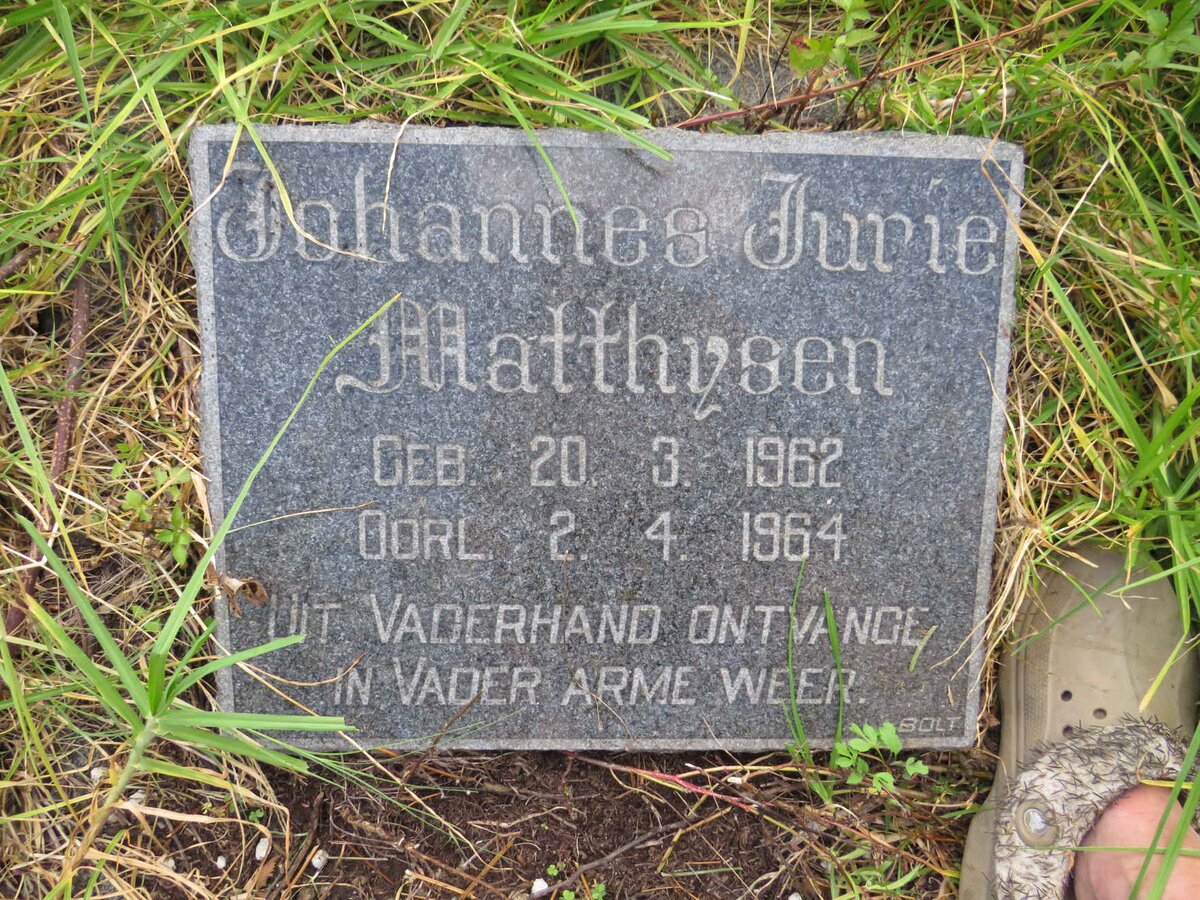 Johannes Jurie
Matthysen
GEB. 20. 3. 1962
OORL. 2. 4. 1964
UIT VADERHAND ONTVANGE
IN VADER ARME WEER.
BOLT